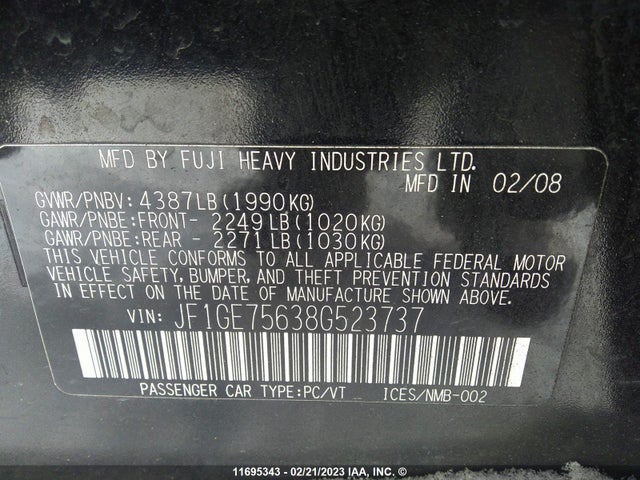 MFD BY FUJI HEAVY INDUSTRIES LTD.
MFD IN 02/08
GVWR/PNBV: 4387LB(1990KG)
GAWR/PNBE:FRONT- 2249LB(1020KG)
GAWR/PNBE:REAR - 2271LB(1030KG)
THIS VEHICLE CONFORMS TO ALL APPLICABLE FEDERAL MOTOR
VEHICLE SAFETY, BUMPER, AND THEFT PREVENTION STANDARDS
IN EFFECT ON THE DATE OF MANUFACTURE SHOWN ABOVE.
VIN: JF1GE75638G523737
PASSENGER CAR TYPE:PC/VT ICES/NMB-002
11695343 - 02/21/2023 IAA, INC. ©